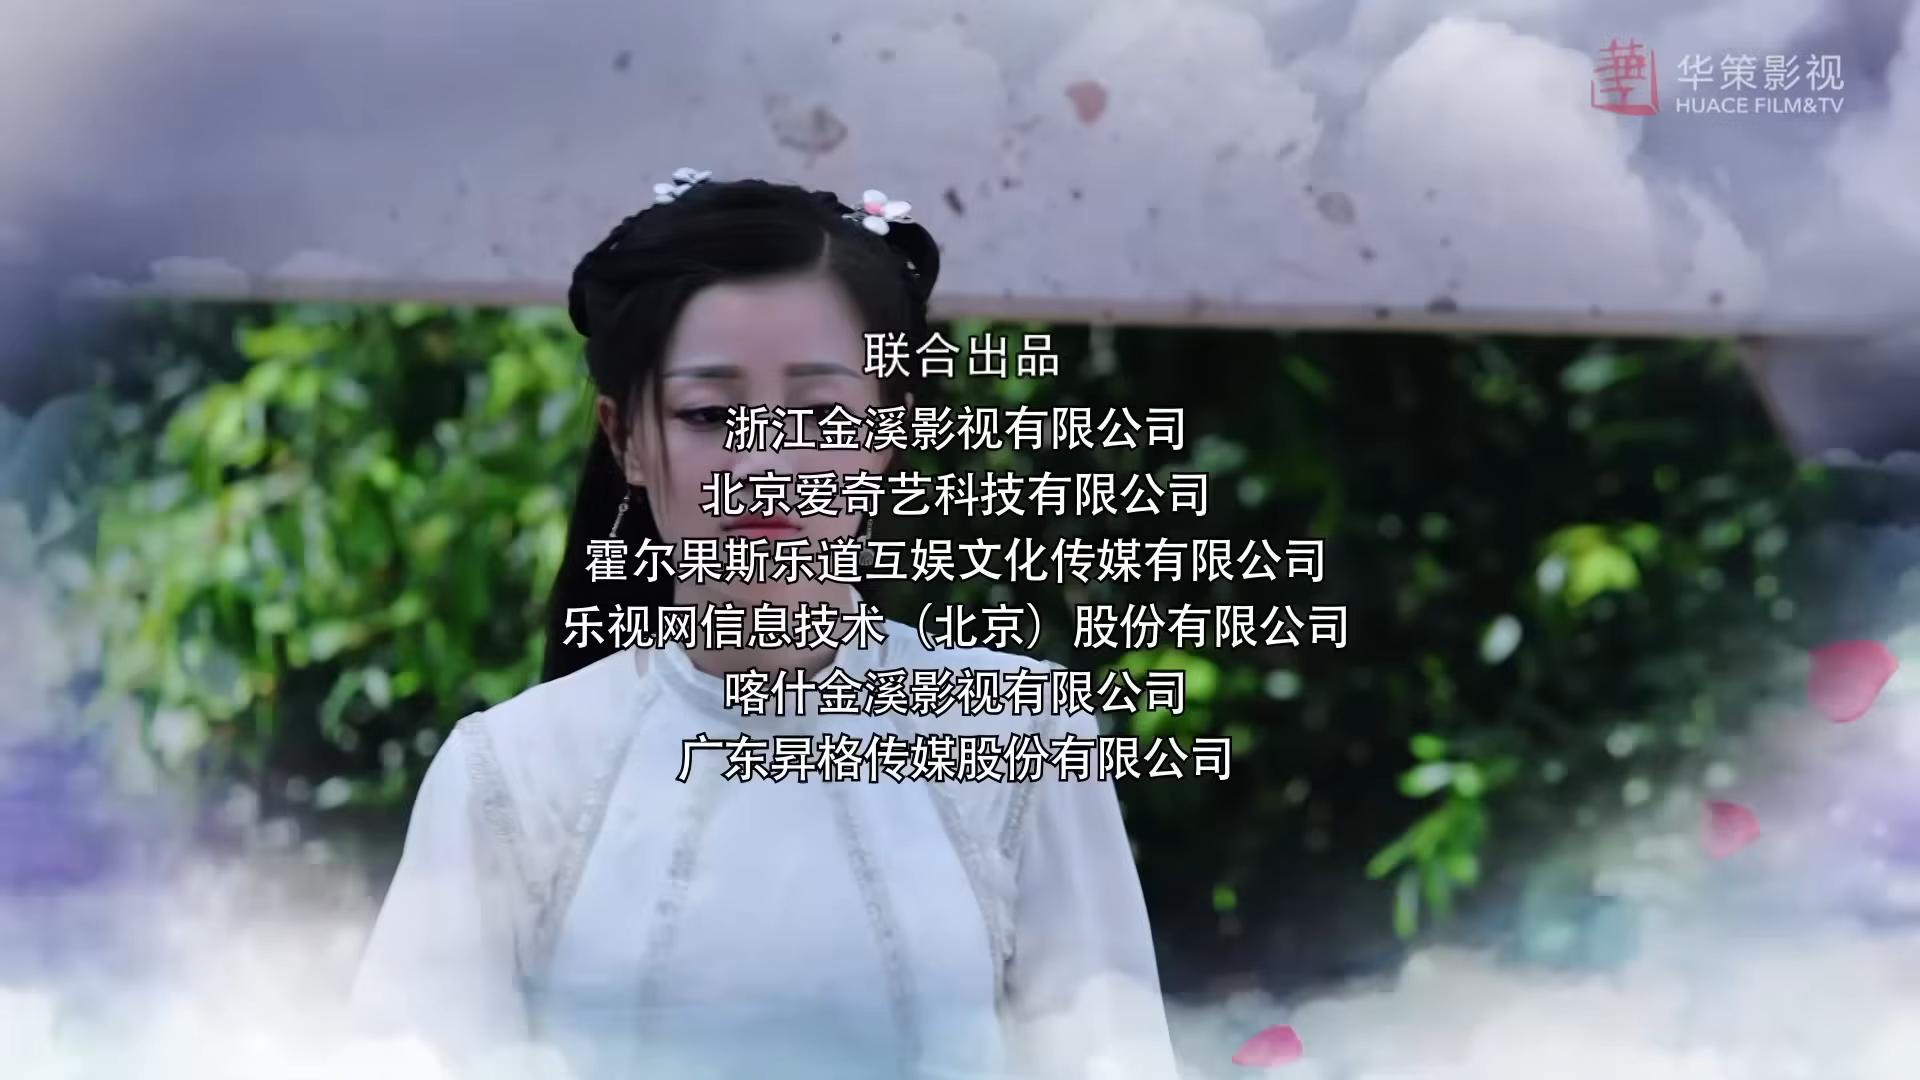 华策影视
HUACE FILM&TV
联合出品
浙江金溪影视有限公司
北京爱奇艺科技有限公司
霍尔果斯乐道互娱文化传媒有限公司
乐视网信息技术（北京）股份有限公司
喀什金溪影视有限公司
广东昇格传媒股份有限公司